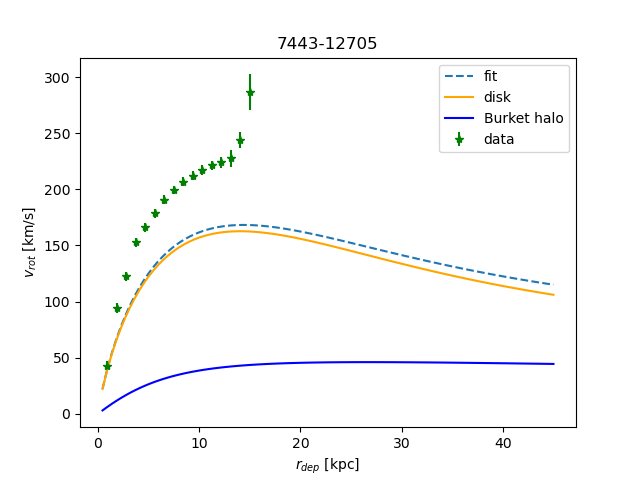 7443-12705
fit
disk
Burket halo
data
300
250
200
150
100
50
0
v_rot [km/s]
0 10 20 30 40
r_dep [kpc]